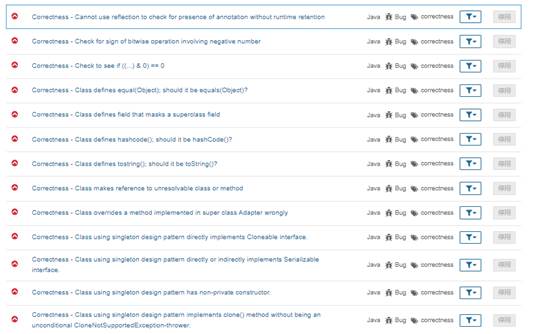 Correctness - Cannot use reflection to check for presence of annotation without runtime retention Java Bug correctness
Correctness - Check for sign of bitwise operation involving negative number Java Bug correctness
Correctness - Check to see if ((...) & 0) == 0 Java Bug correctness
Correctness - Class defines equal(Object); should it be equals(Object)? Java Bug correctness
Correctness - Class defines field that masks a superclass field Java Bug correctness
Correctness - Class defines hashcode(); should it be hashCode()? Java Bug correctness
Correctness - Class defines tostring(); should it be toString()? Java Bug correctness
Correctness - Class makes reference to unresolvable class or method Java Bug correctness
Correctness - Class overrides a method implemented in super class Adapter wrongly Java Bug correctness
Correctness - Class using singleton design pattern directly implements Cloneable interface. Java Bug correctness
Correctness - Class using singleton design pattern directly or indirectly implements Serializable
interface. Java Bug correctness
Correctness - Class using singleton design pattern has non-private constructor. Java Bug correctness
Correctness - Class using singleton design pattern implements clone() method without being an
unconditional CloneNotSupportedException-thrower. Java Bug correctness